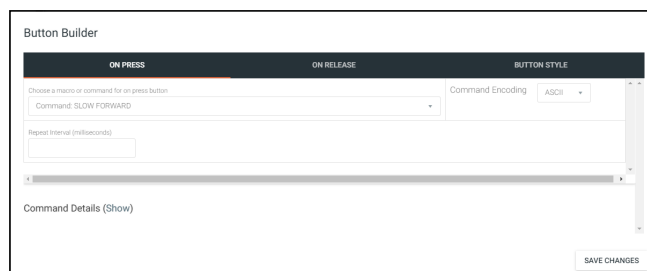 Button Builder
ON PRESS ON RELEASE BUTTON STYLE
Choose a macro or command for on press button
Command: SLOW FORWARD
Command Encoding ASCII
Repeat Interval (milliseconds)
Command Details (Show)
SAVE CHANGES